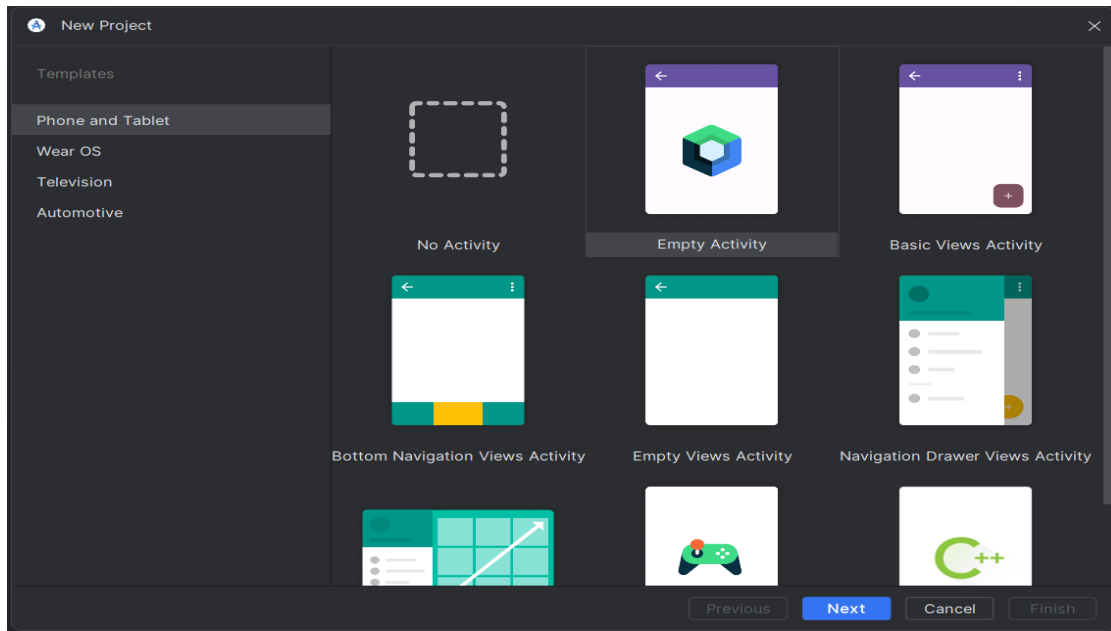 New Project
Templates
Phone and Tablet
Wear OS
Television
Automotive
No Activity
Empty Activity
Basic Views Activity
Bottom Navigation Views Activity
Empty Views Activity
Navigation Drawer Views Activity
C++
Previous
Next
Cancel
Finish